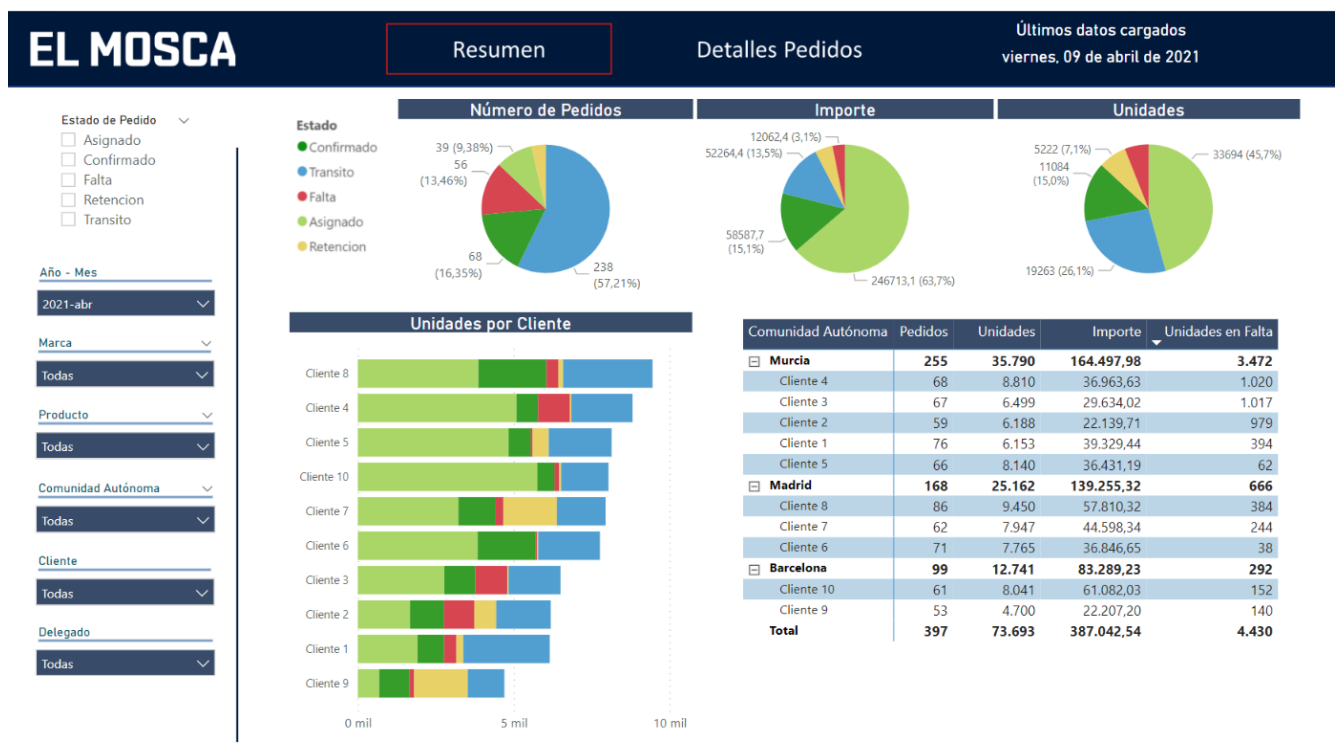 EL MOSCA
Resumen
Detalles Pedidos
Últimos datos cargados
viernes, 09 de abril de 2021
Estado de Pedido
Asignado
Confirmado
Falta
Retencion
Transito
Año - Mes
2021-abr
Marca
Todas
Producto
Todas
Comunidad Autónoma
Todas
Cliente
Todas
Delegado
Todas
Estado
Confirmado
Transito
Falta
Asignado
Retencion
Número de Pedidos
39 (9,38%)
56
(13,46%)
68
(16,35%)
238
(57,21%)
Importe
12062,4 (3,1%)
52264,4 (13,5%)
58587,7
(15,1%)
246713,1 (63,7%)
Unidades
5222 (7,1%)
11084
(15,0%)
19263 (26,1%)
33694 (45,7%)
Unidades por Cliente
Cliente 8
Cliente 4
Cliente 5
Cliente 10
Cliente 7
Cliente 6
Cliente 3
Cliente 2
Cliente 1
Cliente 9
0 mil 5 mil 10 mil
Comunidad Autónoma Pedidos Unidades Importe Unidades en Falta
Murcia 255 35.790 164.497,98 3.472
Cliente 4 68 8.810 36.963,63 1.020
Cliente 3 67 6.499 29.634,02 1.017
Cliente 2 59 6.188 22.139,71 979
Cliente 1 76 6.153 39.329,44 394
Cliente 5 66 8.140 36.431,19 62
Madrid 168 25.162 139.255,32 666
Cliente 8 86 9.450 57.810,32 384
Cliente 7 62 7.947 44.598,34 244
Cliente 6 71 7.765 36.846,65 38
Barcelona 99 12.741 83.289,23 292
Cliente 10 61 8.041 61.082,03 152
Cliente 9 53 4.700 22.207,20 140
Total 397 73.693 387.042,54 4.430